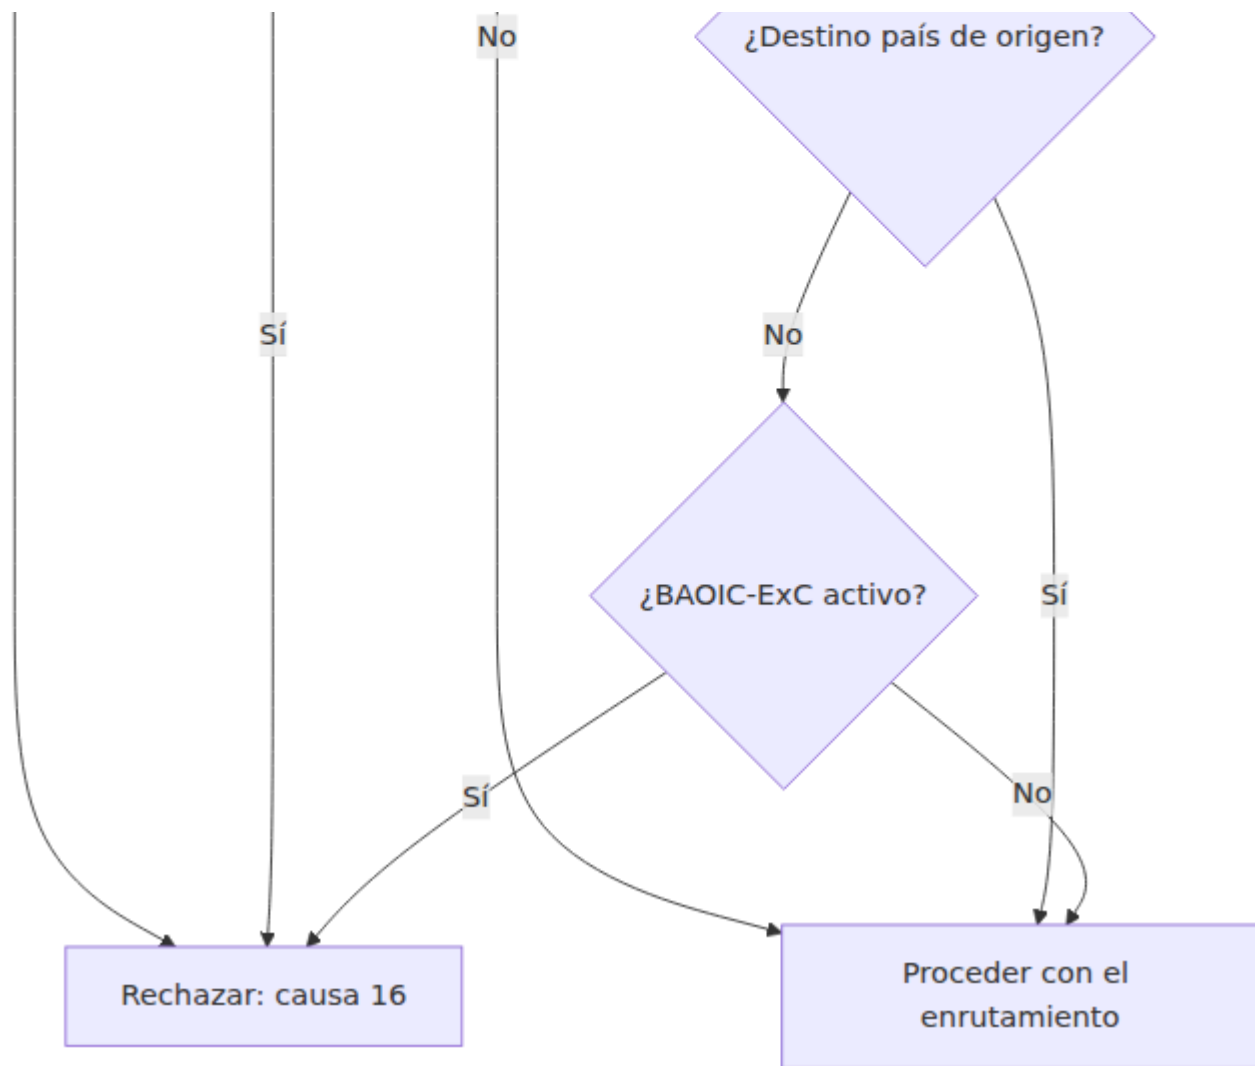 No
¿Destino país de origen?
Sí
No
¿BAOIC-ExC activo?
Sí
Sí
No
Rechazar: causa 16
Proceder con el
enrutamiento